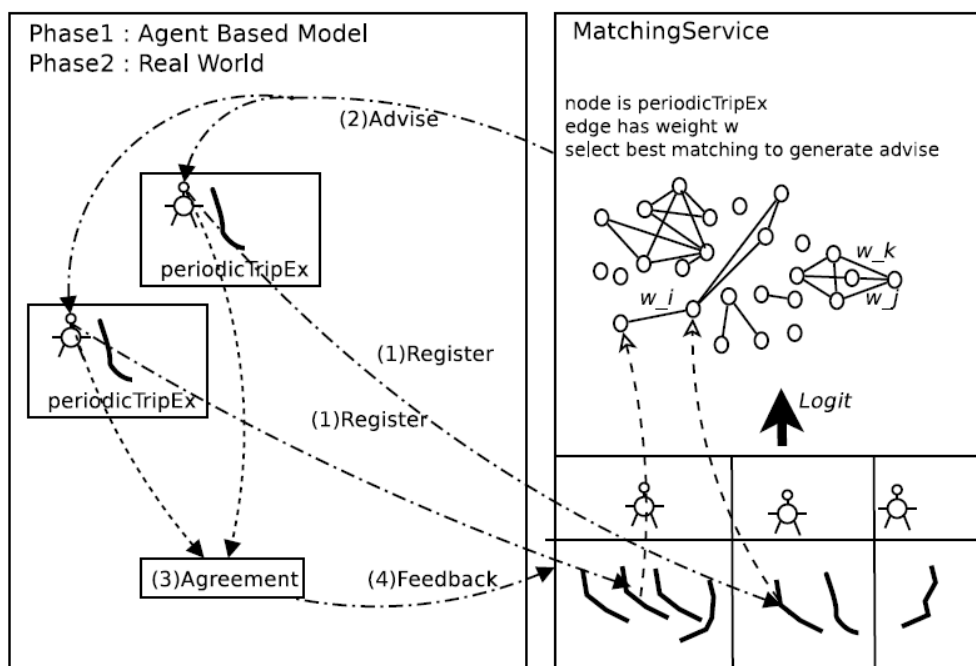 Phase1 : Agent Based Model
Phase2 : Real World
(2)Advise
periodicTripEx
periodicTripEx
(1)Register
(1)Register
(3)Agreement
(4)Feedback
MatchingService
node is periodicTripEx
edge has weight w
select best matching to generate advise
w_k
w_i
w_j
Logit